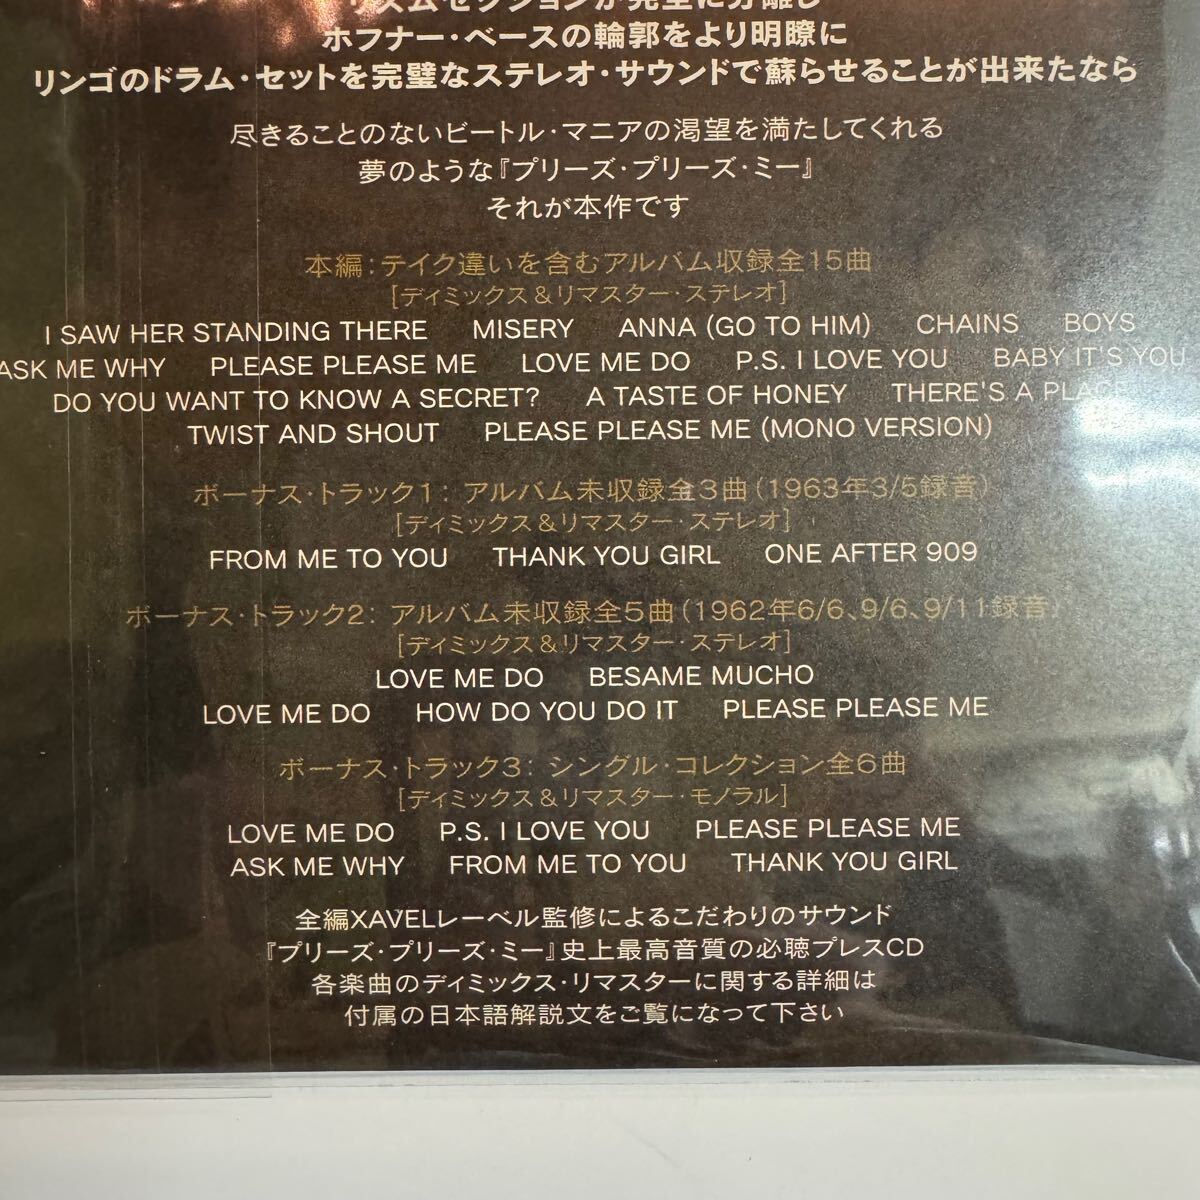 リズムセクションが完全に分離し
ホフナー・ベースの輪郭をより明瞭に
リンゴのドラム・セットを完璧なステレオ・サウンドで蘇らせることが出来たなら
尽きることのないビートル・マニアの渇望を満たしてくれる
夢のような『プリーズ・プリーズ・ミー』
それが本作です
本編：テイク違いを含むアルバム収録全15曲
[ディミックス＆リマスター・ステレオ]
I SAW HER STANDING THERE MISERY ANNA (GO TO HIM) CHAINS BOYS
ASK ME WHY PLEASE PLEASE ME LOVE ME DO P.S. I LOVE YOU BABY IT'S YOU
DO YOU WANT TO KNOW A SECRET? A TASTE OF HONEY THERE'S A PLACE
TWIST AND SHOUT PLEASE PLEASE ME (MONO VERSION)
ボーナス・トラック1：アルバム未収録全3曲（1963年3/5録音）
[ディミックス＆リマスター・ステレオ]
FROM ME TO YOU THANK YOU GIRL ONE AFTER 909
ボーナス・トラック2：アルバム未収録全5曲（1962年6/6、9/6、9/11録音）
[ディミックス＆リマスター・ステレオ]
LOVE ME DO BESAME MUCHO
LOVE ME DO HOW DO YOU DO IT PLEASE PLEASE ME
ボーナス・トラック3：シングル・コレクション全6曲
[ディミックス＆リマスター・モノラル]
LOVE ME DO P.S. I LOVE YOU PLEASE PLEASE ME
ASK ME WHY FROM ME TO YOU THANK YOU GIRL
全編XAVELレーベル監修によるこだわりのサウンド
『プリーズ・プリーズ・ミー』史上最高音質の必聴プレスCD
各楽曲のディミックス・リマスターに関する詳細は
付属の日本語解説文をご覧になって下さい